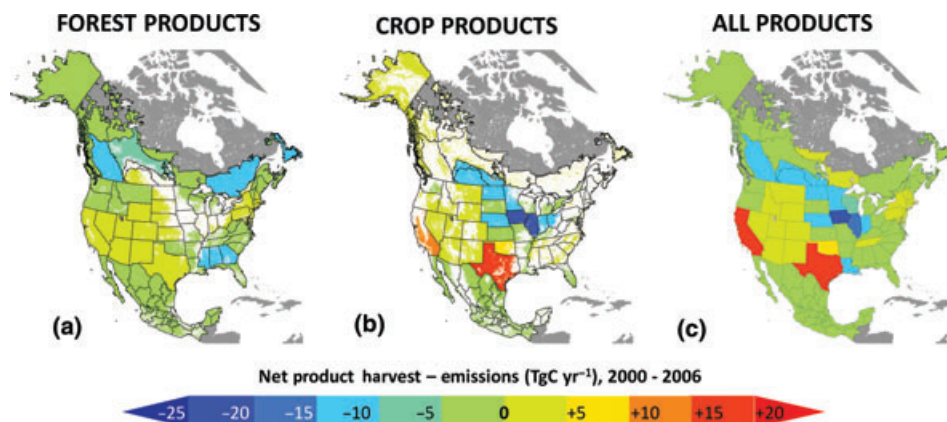 FOREST PRODUCTS CROP PRODUCTS ALL PRODUCTS
(a) (b) (c)
Net product harvest – emissions (TgC yr⁻¹), 2000 - 2006
−25 −20 −15 −10 −5 0 +5 +10 +15 +20